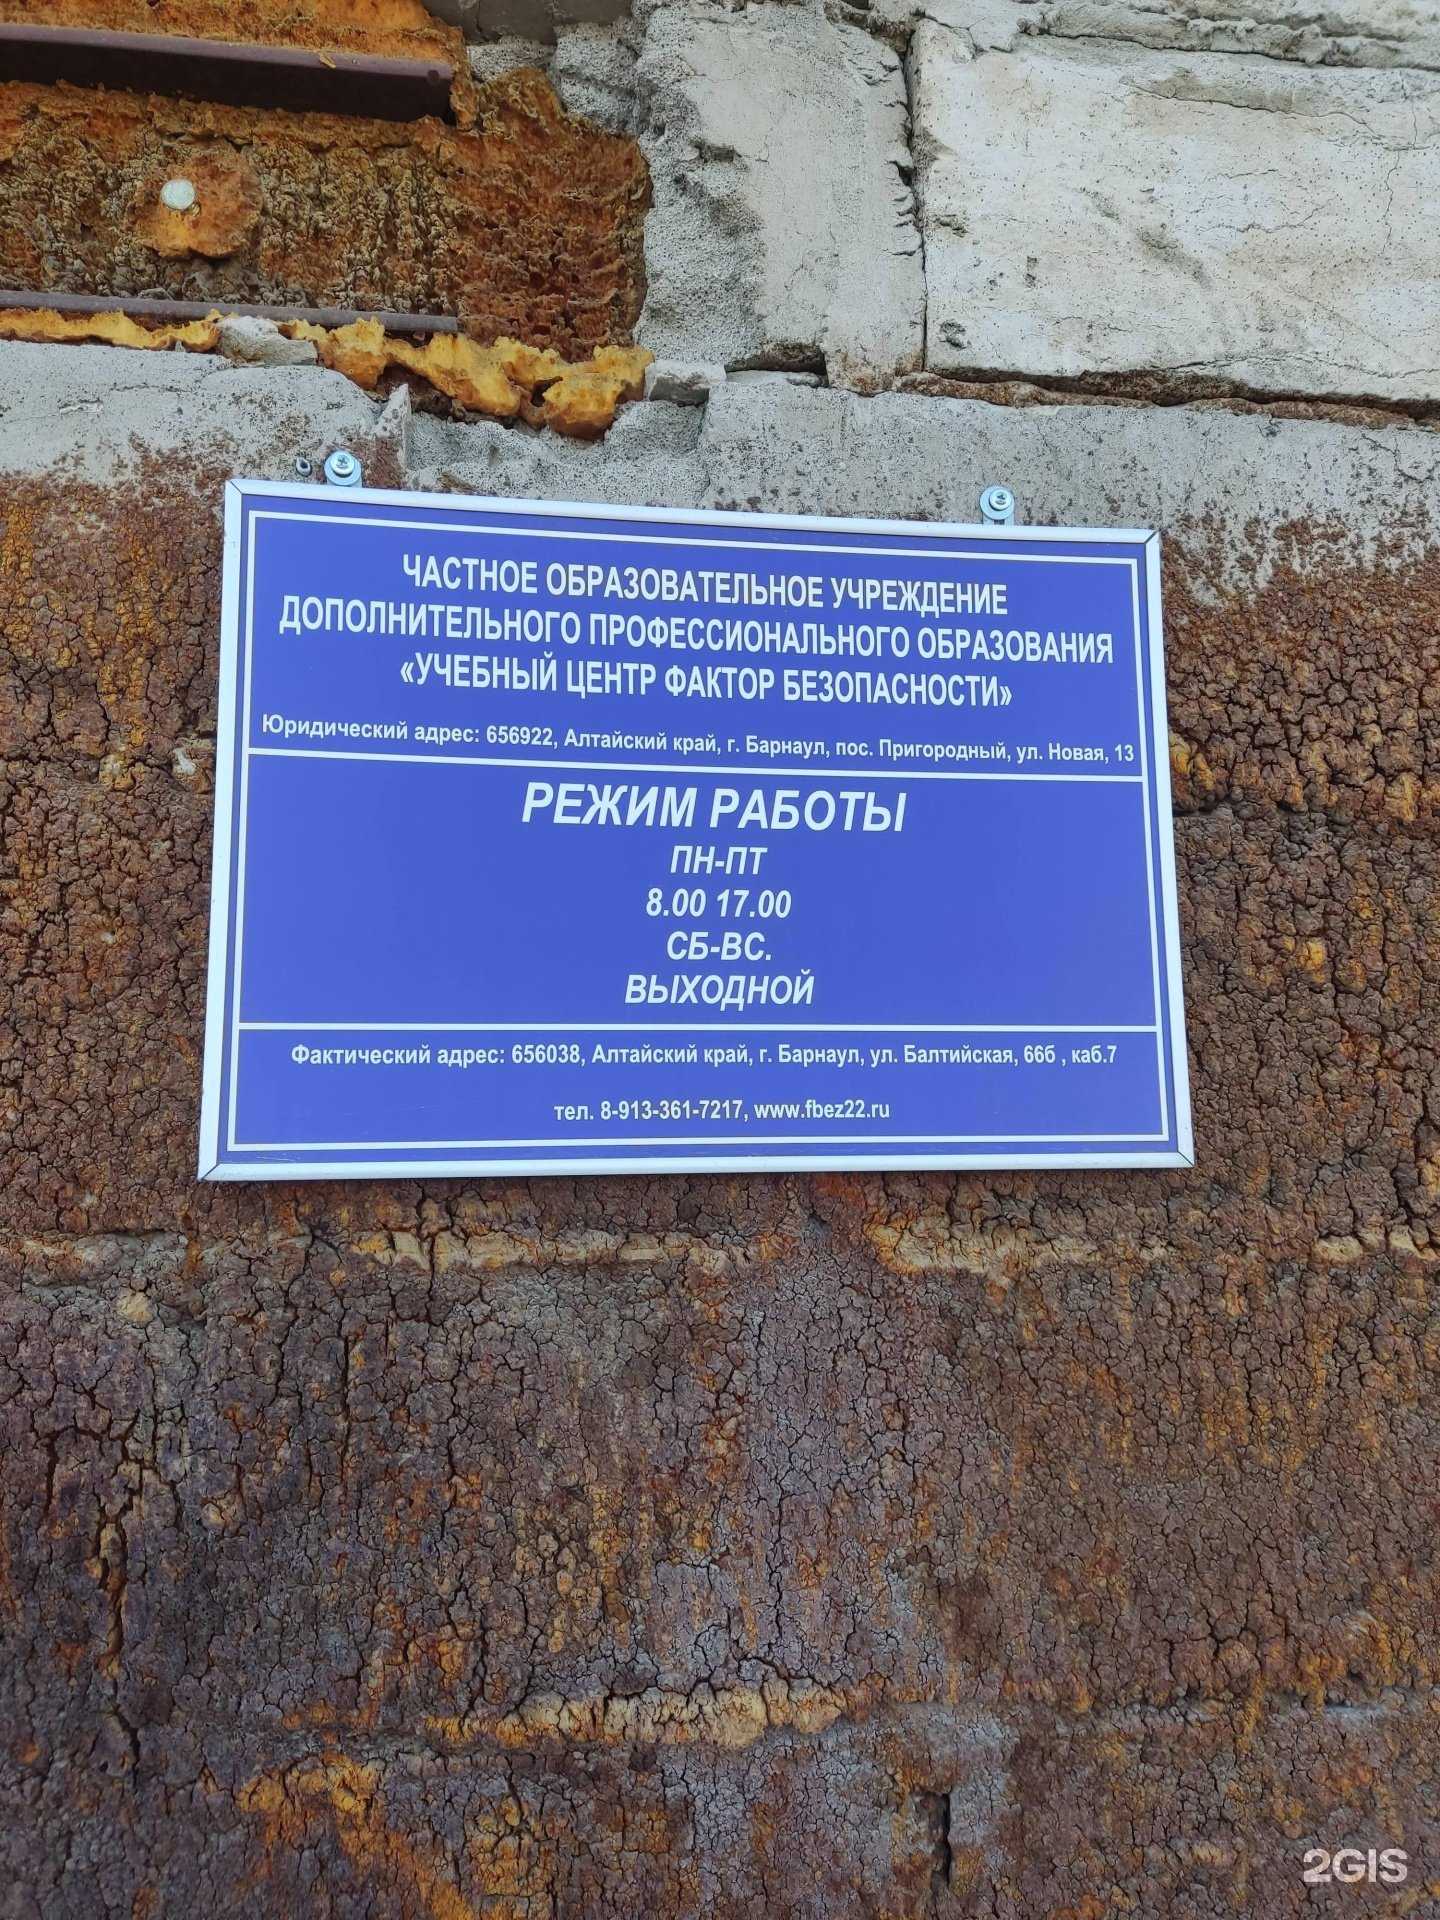 ЧАСТНОЕ ОБРАЗОВАТЕЛЬНОЕ УЧРЕЖДЕНИЕ
ДОПОЛНИТЕЛЬНОГО ПРОФЕССИОНАЛЬНОГО ОБРАЗОВАНИЯ
«УЧЕБНЫЙ ЦЕНТР ФАКТОР БЕЗОПАСНОСТИ»
Юридический адрес: 656922, Алтайский край, г. Барнаул, пос. Пригородный, ул. Новая, 13
РЕЖИМ РАБОТЫ
ПН-ПТ
8.00 17.00
СБ-ВС.
ВЫХОДНОЙ
Фактический адрес: 656038, Алтайский край, г. Барнаул, ул. Балтийская, 66б , каб.7
тел. 8-913-361-7217, www.fbez22.ru
2GIS